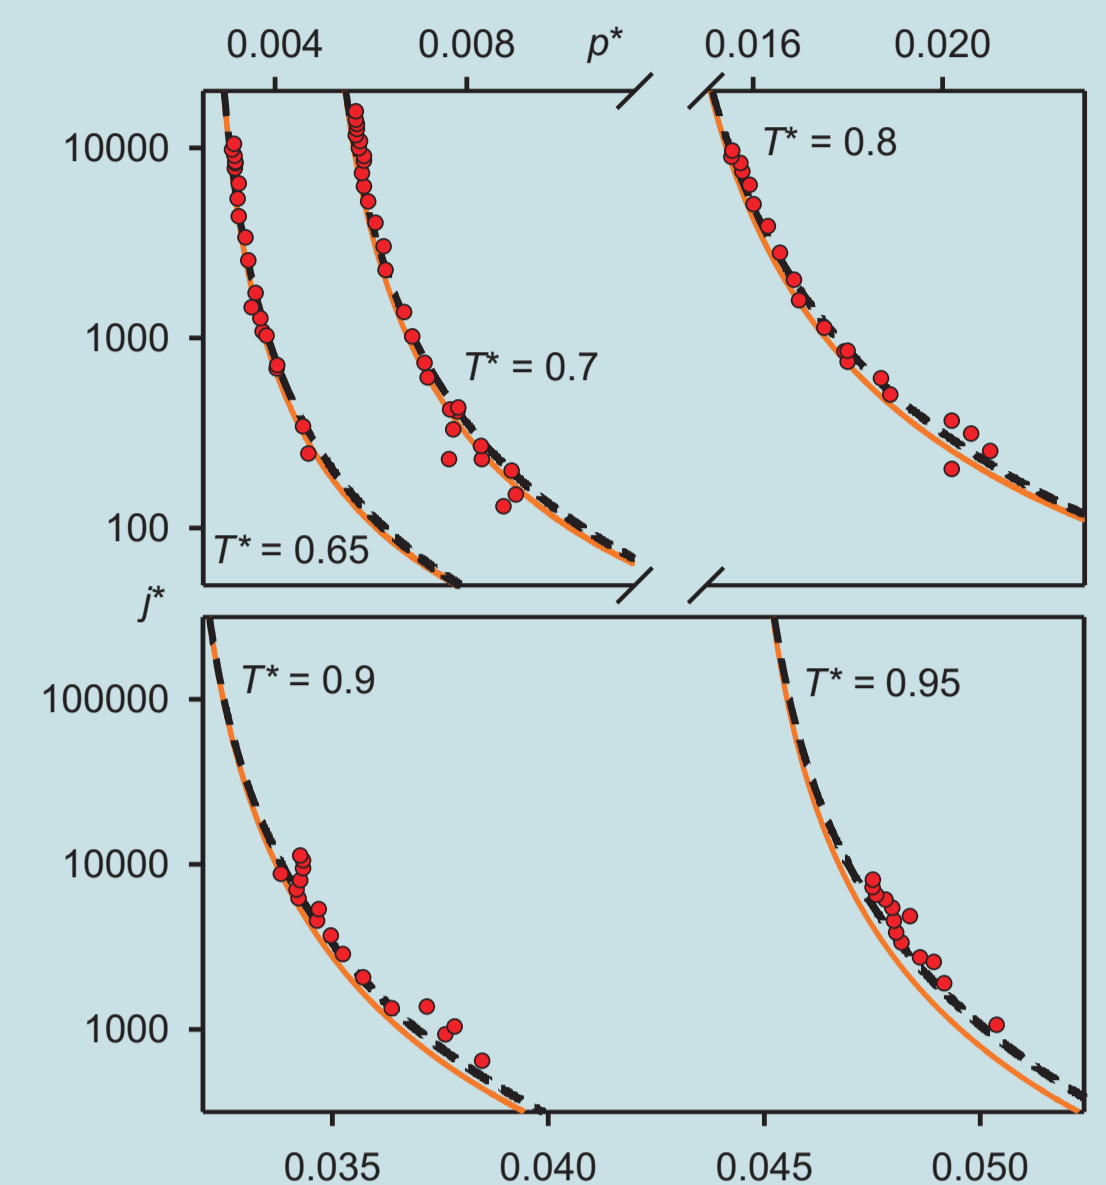 0.004 0.008 p* 0.016 0.020
10000
T* = 0.8
1000
T* = 0.7
100
T* = 0.65
j*
T* = 0.9
T* = 0.95
100000
10000
1000
0.035 0.040 0.045 0.050